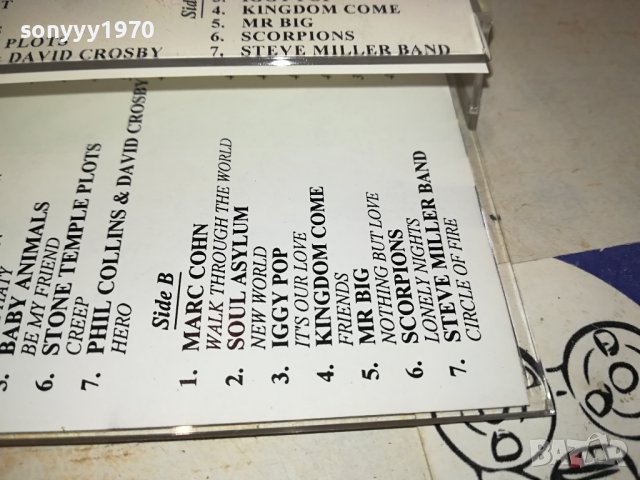 sonyyy1970
PLOTS
DAVID CROSBY
Side
4. KINGDOM COME
5. MR BIG
6. SCORPIONS
7. STEVE MILLER BAND
BABY ANIMALS
BE MY FRIEND
6. STONE TEMPLE PLOTS
CREEP
7. PHIL COLLINS & DAVID CROSBY
HERO
Side B
1. MARC COHN
WALK THROUGH THE WORLD
2. SOUL ASYLUM
NEW WORLD
3. IGGY POP
IT'S OUR LOVE
4. KINGDOM COME
FRIENDS
5. MR BIG
NOTHING BUT LOVE
6. SCORPIONS
LONELY NIGHTS
7. STEVE MILLER BAND
CIRCLE OF FIRE
BAZAR